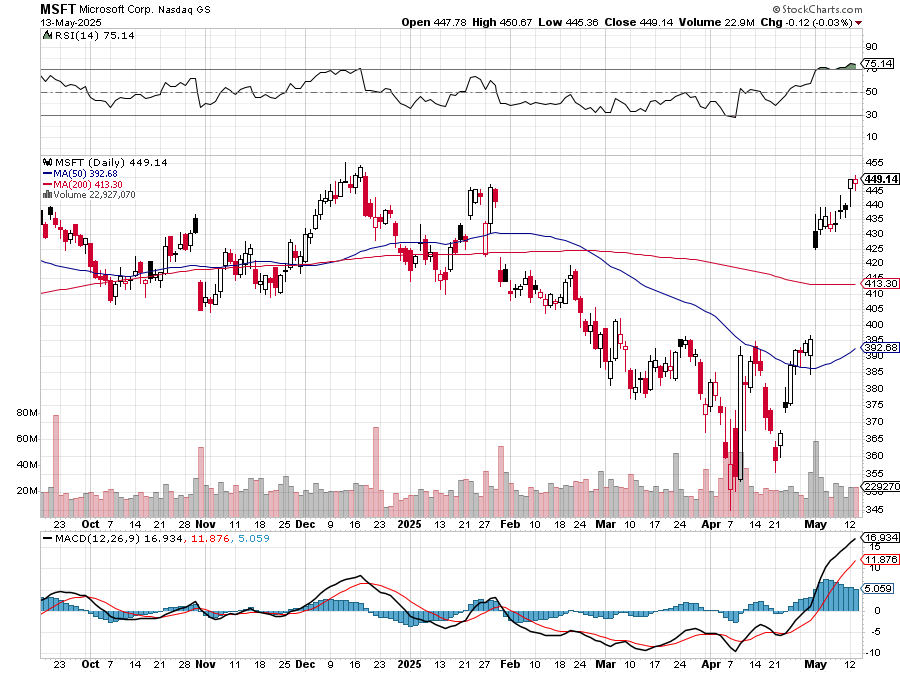 MSFT Microsoft Corp. Nasdaq GS
© StockCharts.com
13-May-2025
Open 447.78 High 450.67 Low 445.36 Close 449.14 Volume 22.9M Chg -0.12 (-0.03%)
RSI(14) 75.14
90
75.14
70
50
30
10
MSFT (Daily) 449.14
MA(50) 392.68
MA(200) 413.30
Volume 22,927,070
455
449.14
445
440
435
430
425
420
415
413.30
410
405
400
395
392.68
390
385
380
375
370
365
360
355
22927070
350
345
80M
60M
40M
20M
23 Oct 7 14 21 28 Nov 11 18 25 Dec 9 16 23 2025 13 21 27 Feb 10 18 24 Mar 10 17 24 Apr 7 14 21 May 12
MACD(12,26,9) 16.934, 11.876, 5.059
16.934
15
11.876
10
5.059
0
-5
-10
23 Oct 7 14 21 28 Nov 11 18 25 Dec 9 16 23 2025 13 21 27 Feb 10 18 24 Mar 10 17 24 Apr 7 14 21 May 12